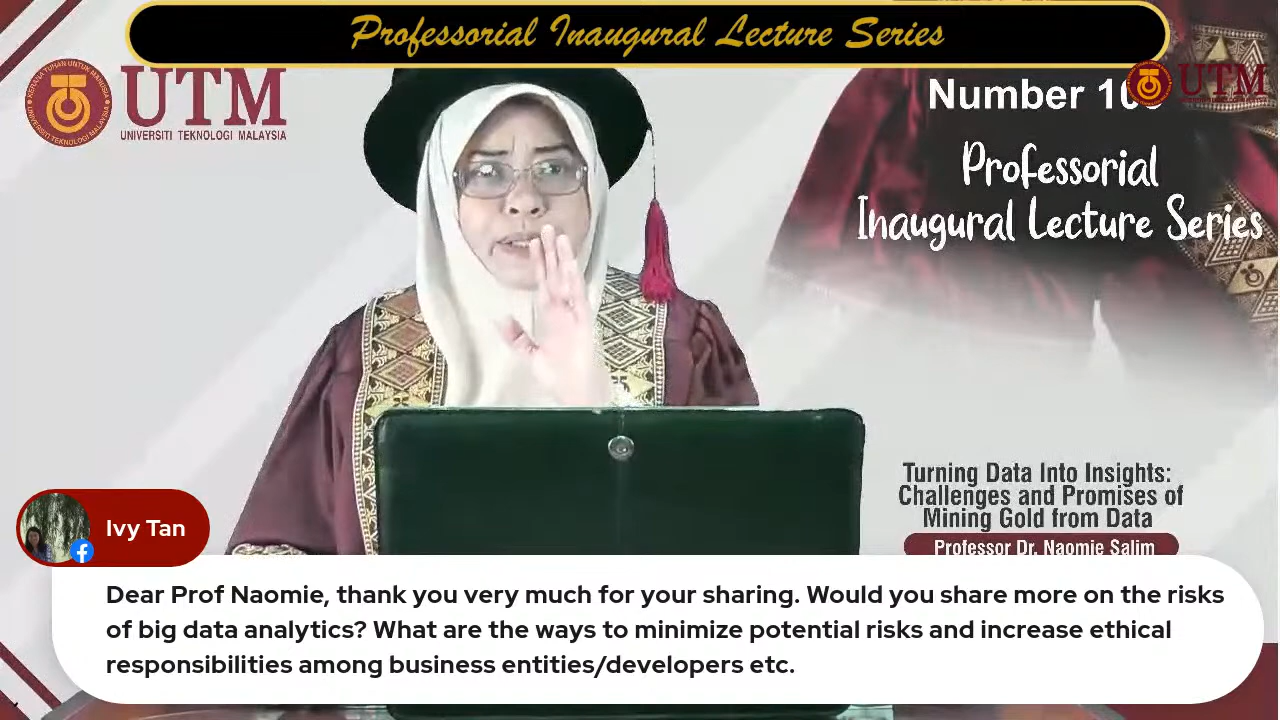 Professorial Inaugural Lecture Series
UTM
UNIVERSITI TEKNOLOGI MALAYSIA
UTM
Number
Professorial
Inaugural Lecture Series
Turning Data Into Insights:
Challenges and Promises of
Mining Gold from Data
Professor Dr. Naomie Salim
Ivy Tan
Dear Prof Naomie, thank you very much for your sharing. Would you share more on the risks
of big data analytics? What are the ways to minimize potential risks and increase ethical
responsibilities among business entities/developers etc.